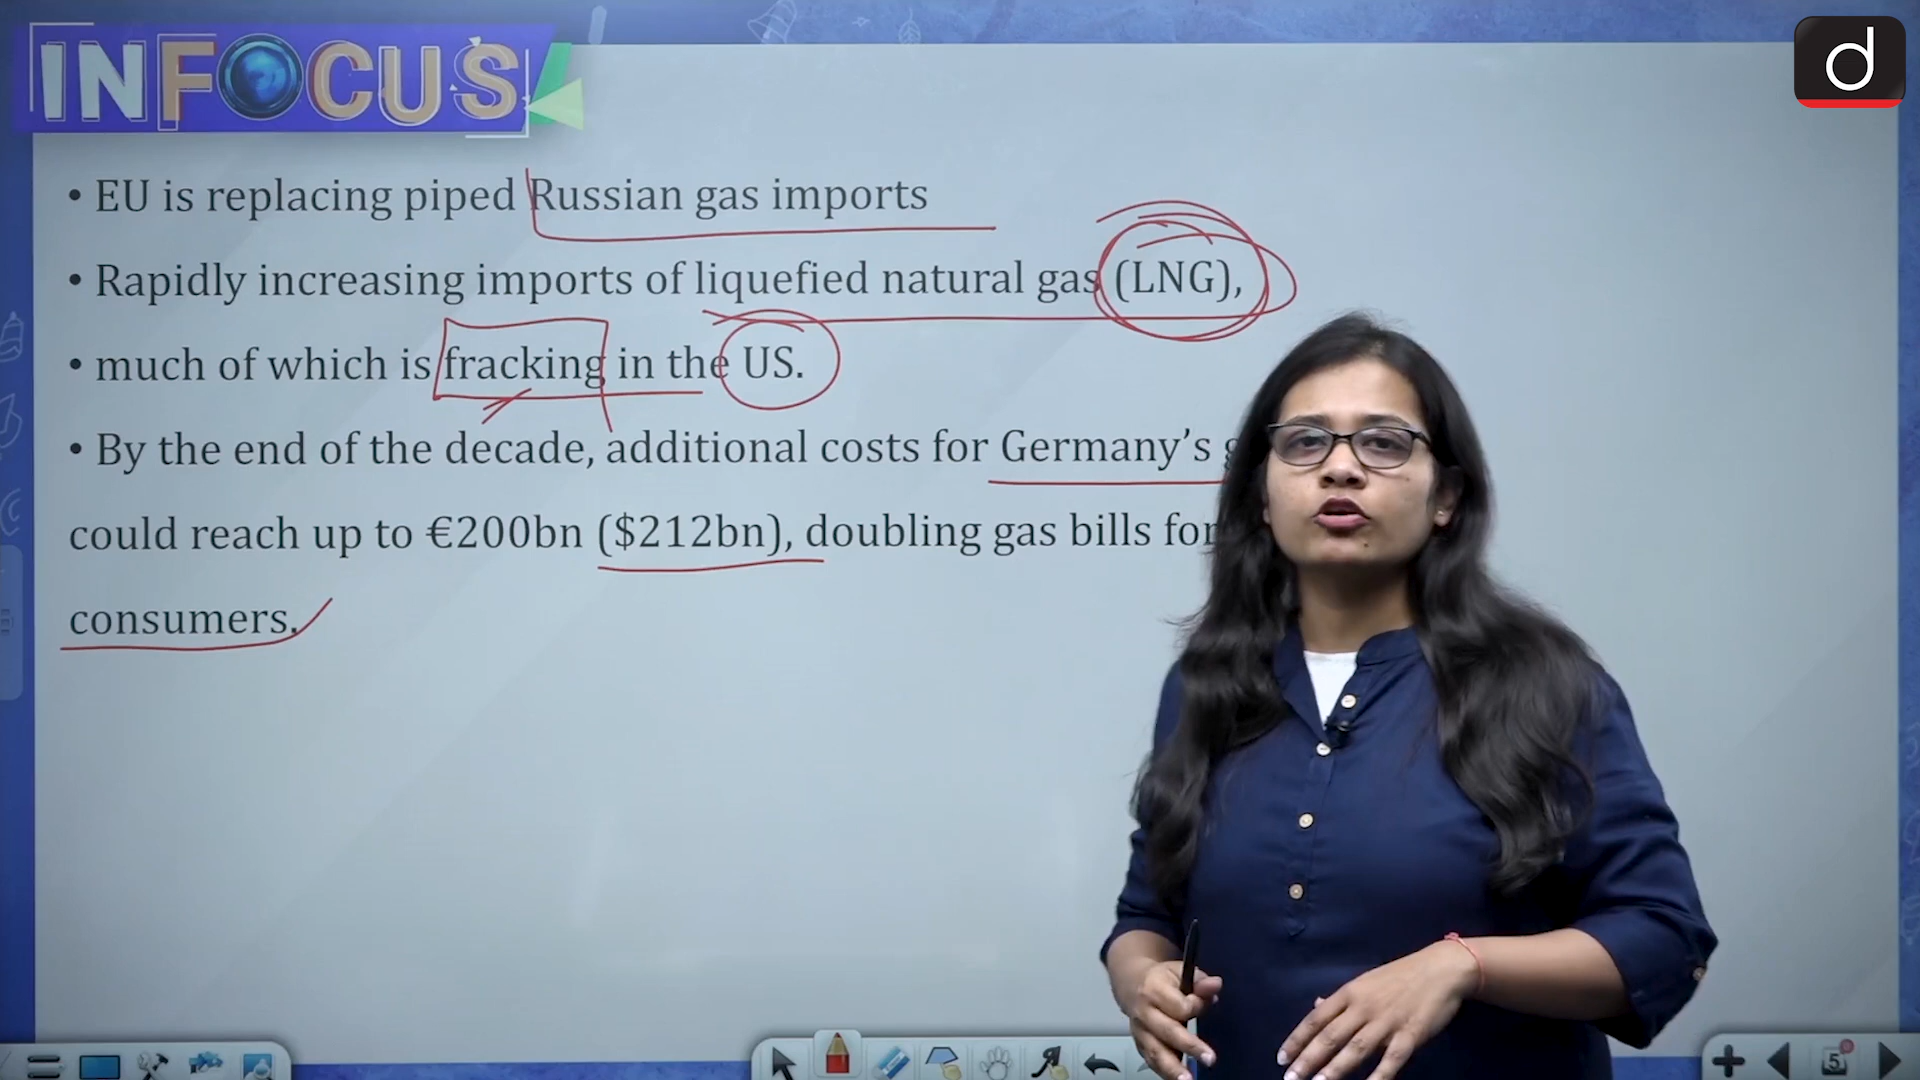 INFOCUS
d
• EU is replacing piped Russian gas imports
• Rapidly increasing imports of liquefied natural gas (LNG),
• much of which is fracking in the US.
• By the end of the decade, additional costs for Germany’s
could reach up to €200bn ($212bn), doubling gas bills for
consumers.
5